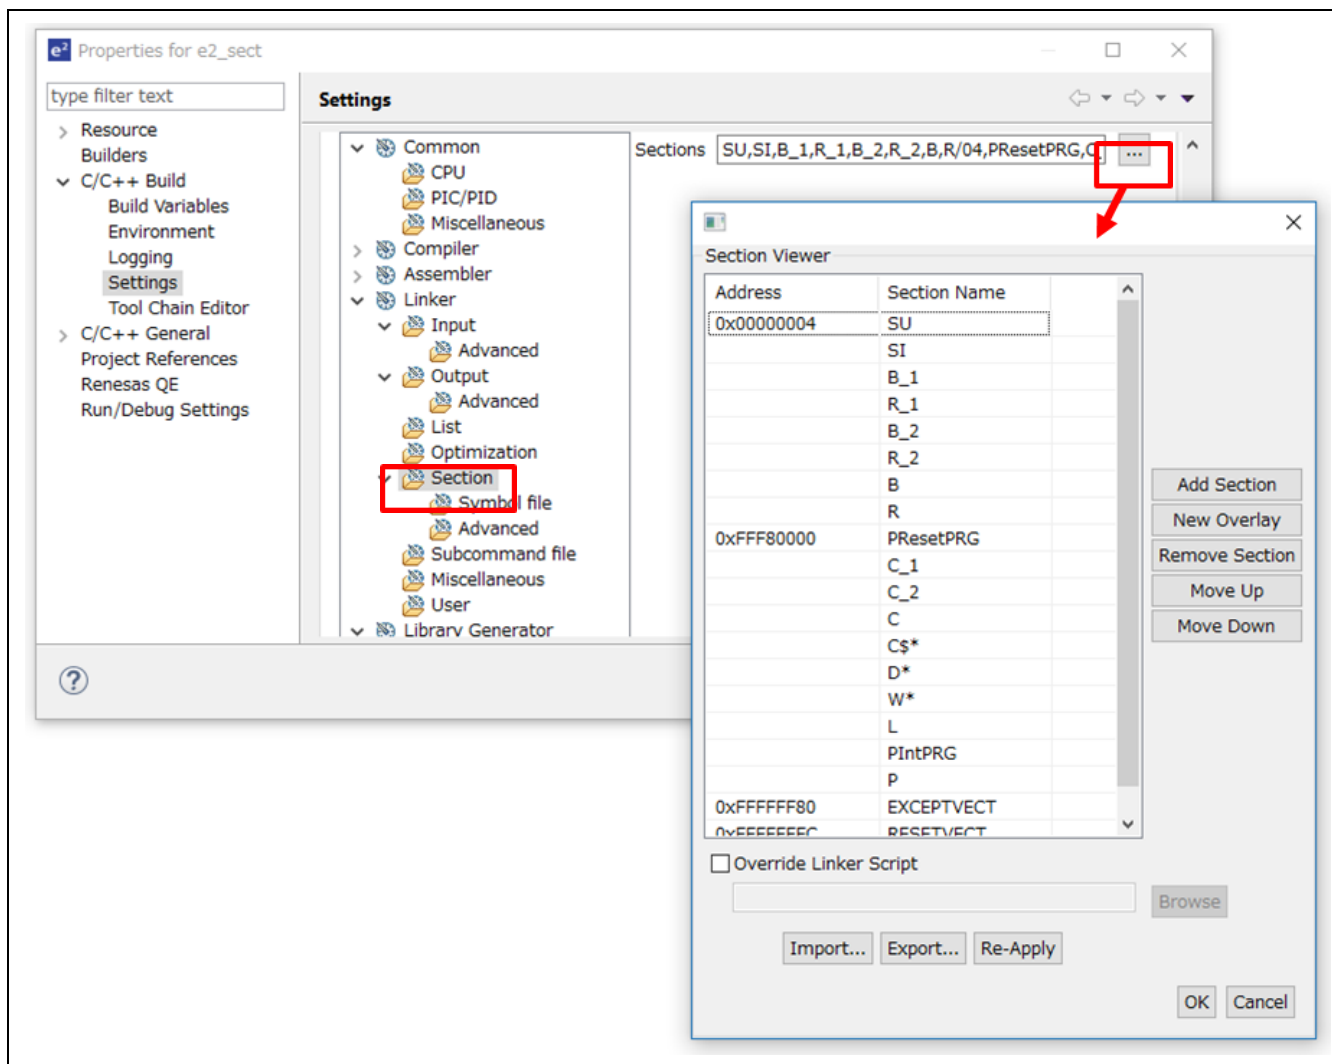 e² Properties for e2_sect
type filter text
Resource
Builders
C/C++ Build
Build Variables
Environment
Logging
Settings
Tool Chain Editor
C/C++ General
Project References
Renesas QE
Run/Debug Settings
Settings
Common
CPU
PIC/PID
Miscellaneous
Compiler
Assembler
Linker
Input
Advanced
Output
Advanced
List
Optimization
Section
Symbol file
Advanced
Subcommand file
Miscellaneous
User
Library Generator
Sections SU,SI,B_1,R_1,B_2,R_2,B,R/04,PResetPRG,C_ ...
Section Viewer
Address Section Name
0x00000004 SU
SI
B_1
R_1
B_2
R_2
B
R
0xFFF80000 PResetPRG
C_1
C_2
C
C$*
D*
W*
L
PIntPRG
P
0xFFFFFF80 EXCEPTVECT
0xFFFFFFFC RESETVECT
Add Section
New Overlay
Remove Section
Move Up
Move Down
Override Linker Script
Browse
Import... Export... Re-Apply
OK Cancel